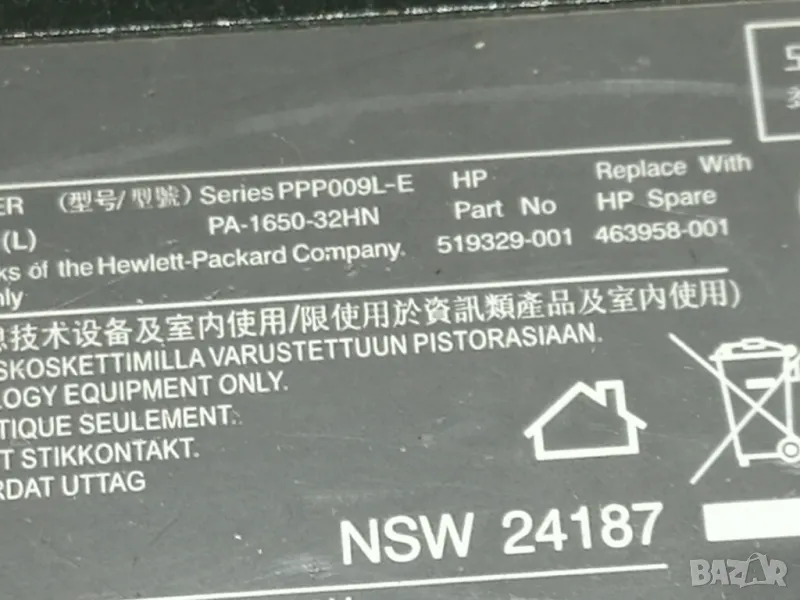 ER (型号/型號) Series PPP009L-E HP Replace With
(L) PA-1650-32HN Part No HP Spare
ks of the Hewlett-Packard Company. 519329-001 463958-001
nly
息技术设备及室内使用/限使用於資訊類產品及室內使用)
SKOSKETTIMILLA VARUSTETTUUN PISTORASIAAN.
LOGY EQUIPMENT ONLY.
TIQUE SEULEMENT.
T STIKKONTAKT.
RDAT UTTAG
NSW 24187
BAZAR